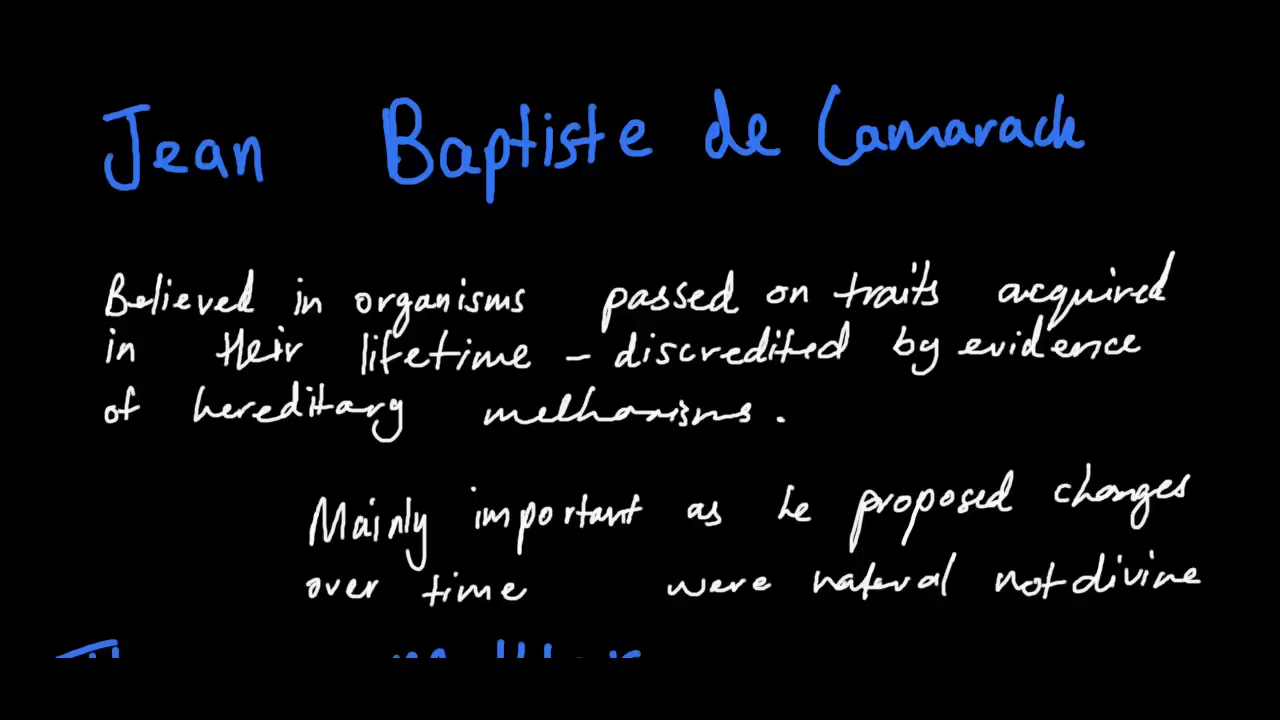 Jean Baptiste de Lamarack
Believed in organisms passed on traits acquired
in their lifetime - discredited by evidence
of hereditary mechanisms.
Mainly important as he proposed changes
over time were natural not divine